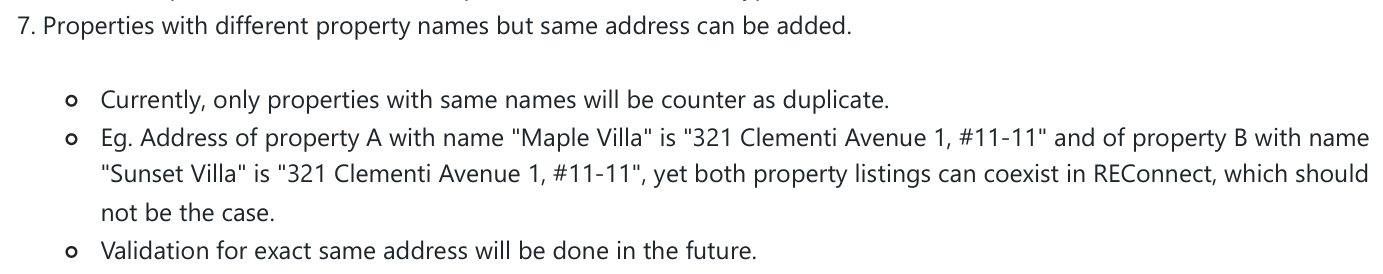 7. Properties with different property names but same address can be added.
Currently, only properties with same names will be counter as duplicate.
Eg. Address of property A with name "Maple Villa" is "321 Clementi Avenue 1, #11-11" and of property B with name
"Sunset Villa" is "321 Clementi Avenue 1, #11-11", yet both property listings can coexist in REConnect, which should
not be the case.
Validation for exact same address will be done in the future.